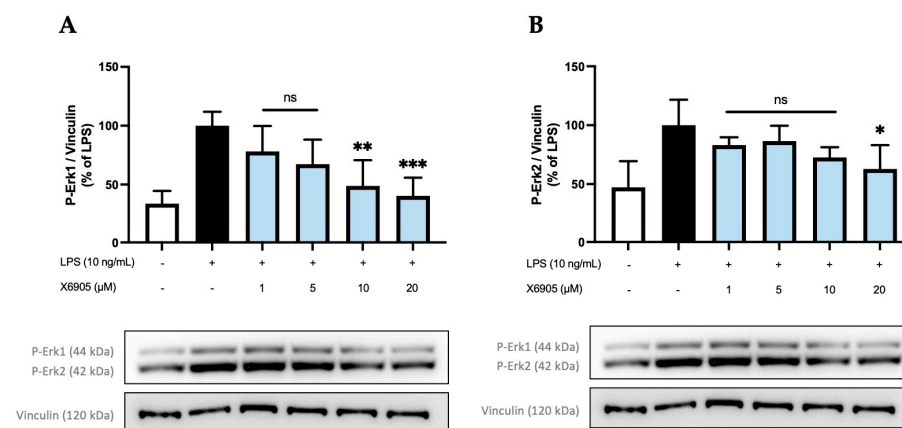 A
150
100
50
0
P-Erk1 / Vinculin
(% of LPS)
ns
**
***
LPS (10 ng/mL) - + + + + +
X6905 (µM) - - 1 5 10 20
P-Erk1 (44 kDa)
P-Erk2 (42 kDa)
Vinculin (120 kDa)
B
150
100
50
0
P-Erk2 / Vinculin
(% of LPS)
ns
*
LPS (10 ng/mL) - + + + + +
X6905 (µM) - - 1 5 10 20
P-Erk1 (44 kDa)
P-Erk2 (42 kDa)
Vinculin (120 kDa)